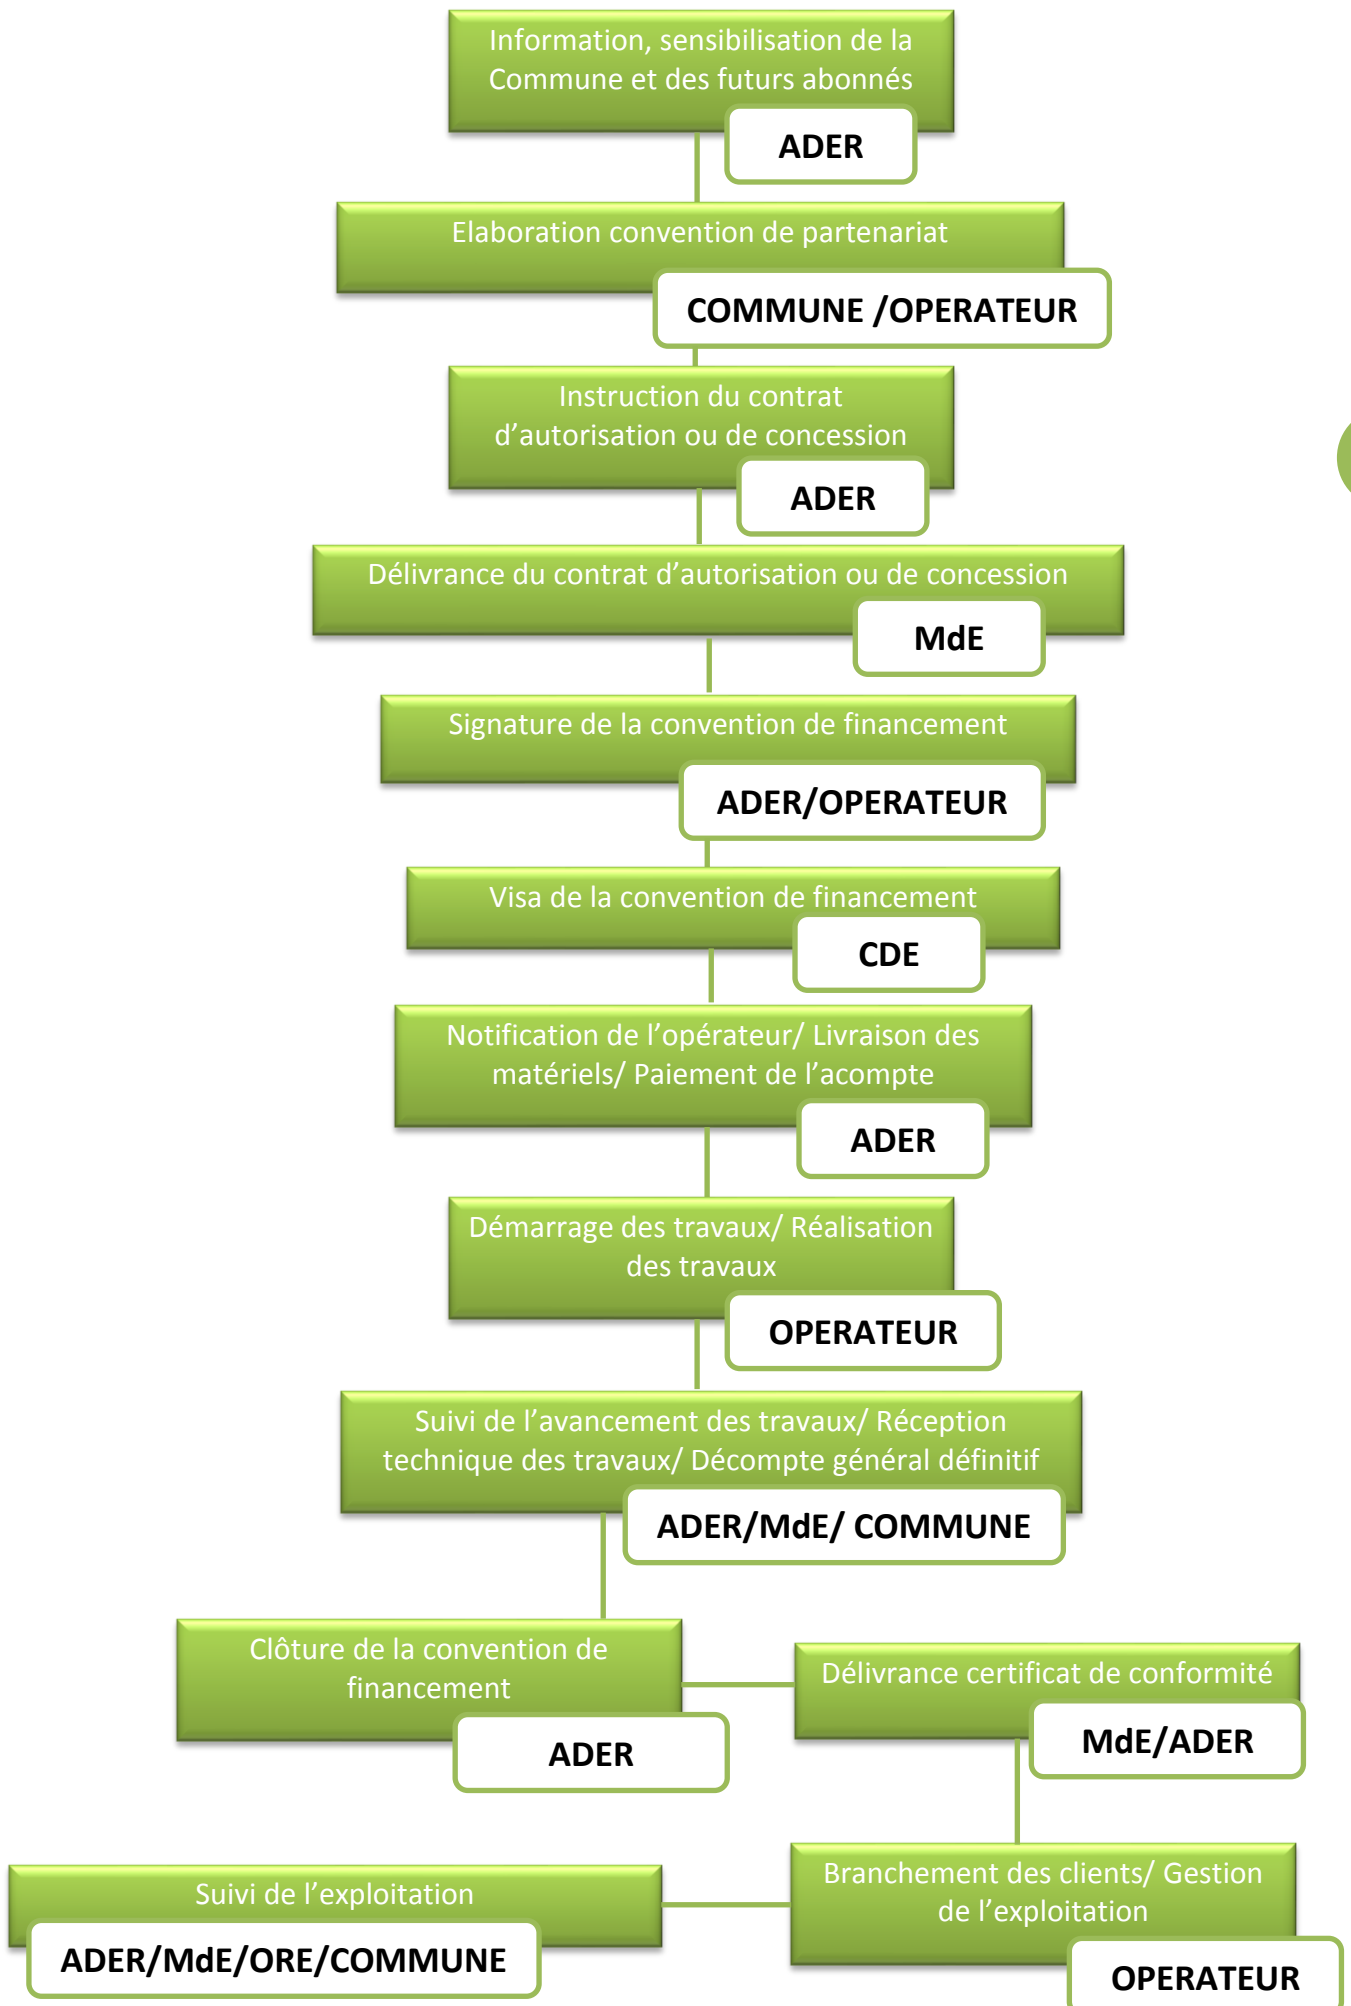 Information, sensibilisation de la
Commune et des futurs abonnés
ADER
Elaboration convention de partenariat
COMMUNE /OPERATEUR
Instruction du contrat
d’autorisation ou de concession
ADER
Délivrance du contrat d’autorisation ou de concession
MdE
Signature de la convention de financement
ADER/OPERATEUR
Visa de la convention de financement
CDE
Notification de l’opérateur/ Livraison des
matériels/ Paiement de l’acompte
ADER
Démarrage des travaux/ Réalisation
des travaux
OPERATEUR
Suivi de l’avancement des travaux/ Réception
technique des travaux/ Décompte général définitif
ADER/MdE/ COMMUNE
Clôture de la convention de
financement
ADER
Délivrance certificat de conformité
MdE/ADER
Branchement des clients/ Gestion
de l’exploitation
OPERATEUR
Suivi de l’exploitation
ADER/MdE/ORE/COMMUNE